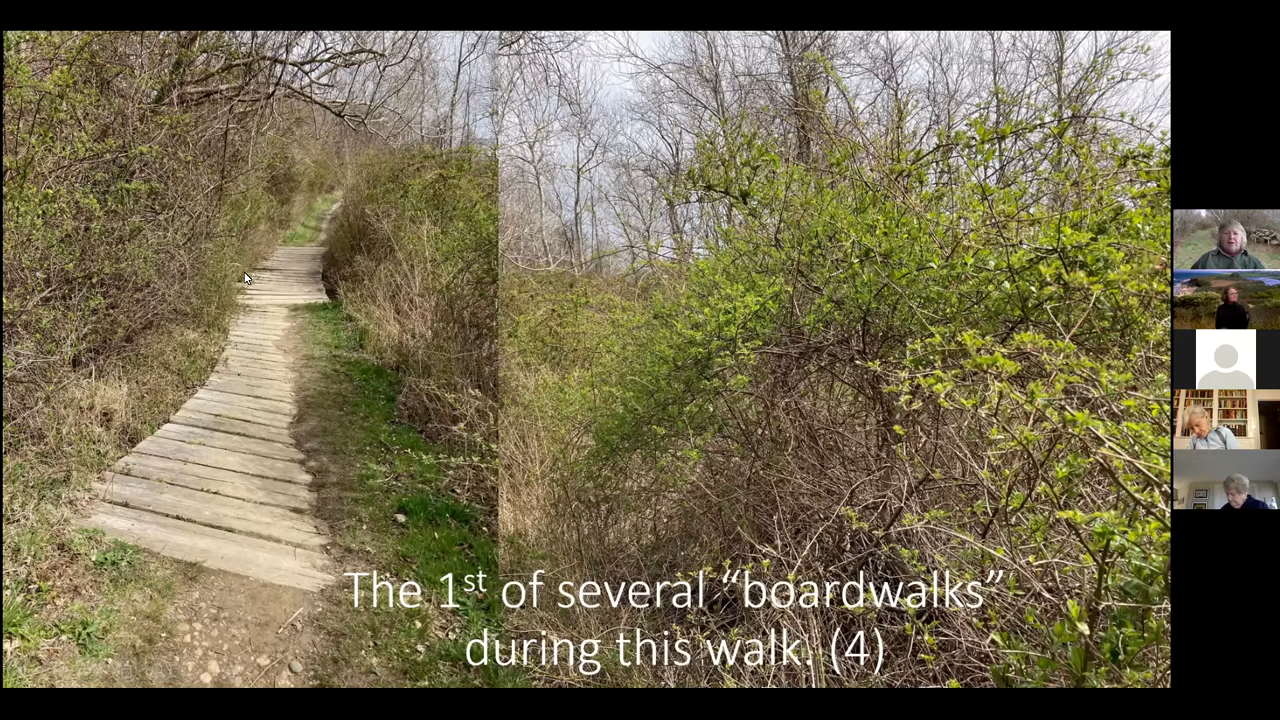 The 1st of several “boardwalks”
during this walk. (4)